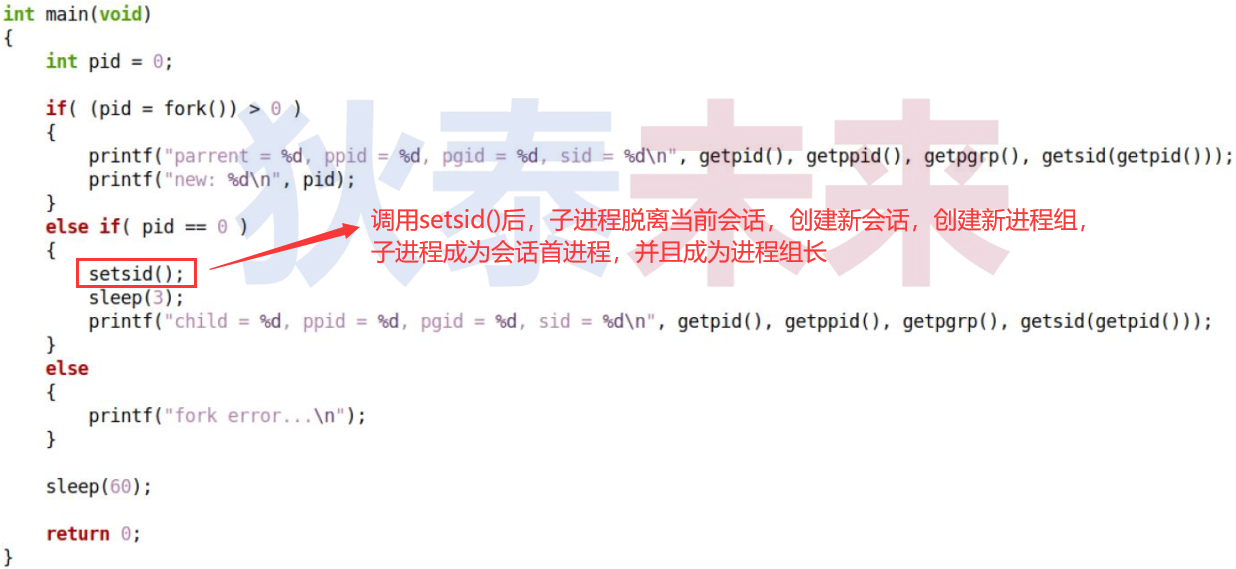 int main(void)
{
int pid = 0;
if( (pid = fork()) > 0 )
{
printf("parrent = %d, ppid = %d, pgid = %d, sid = %d\n", getpid(), getppid(), getpgrp(), getsid(getpid()));
printf("new: %d\n", pid);
}
else if( pid == 0 )
{
setsid();
sleep(3);
printf("child = %d, ppid = %d, pgid = %d, sid = %d\n", getpid(), getppid(), getpgrp(), getsid(getpid()));
}
else
{
printf("fork error...\n");
}
sleep(60);
return 0;
}
调用setsid()后，子进程脱离当前会话，创建新会话，创建新进程组，
子进程成为会话首进程，并且成为进程组长
狄泰未来